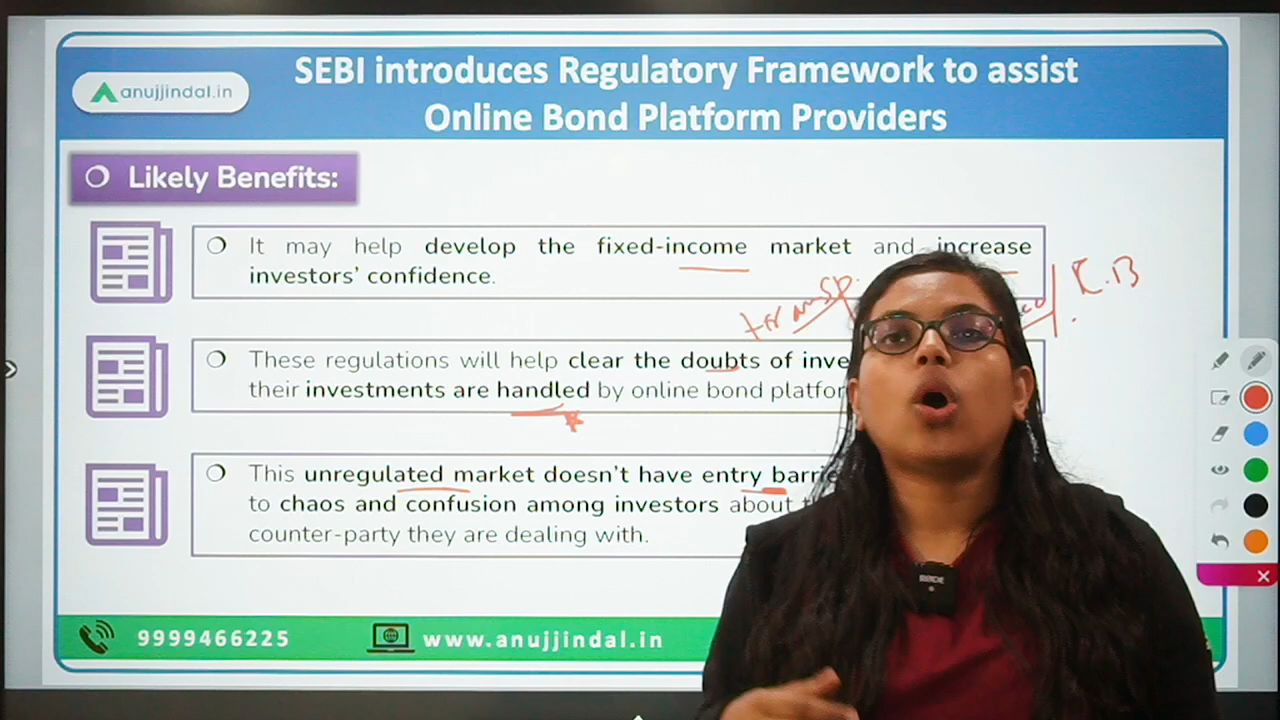 SEBI introduces Regulatory Framework to assist
Online Bond Platform Providers
anujjindal.in
Likely Benefits:
It may help develop the fixed-income market and increase
investors' confidence.
transp.
These regulations will help clear the doubts of
their investments are handled by online bond
This unregulated market doesn't have entry
to chaos and confusion among investors about
counter-party they are dealing with.
9999466225
www.anujjindal.in